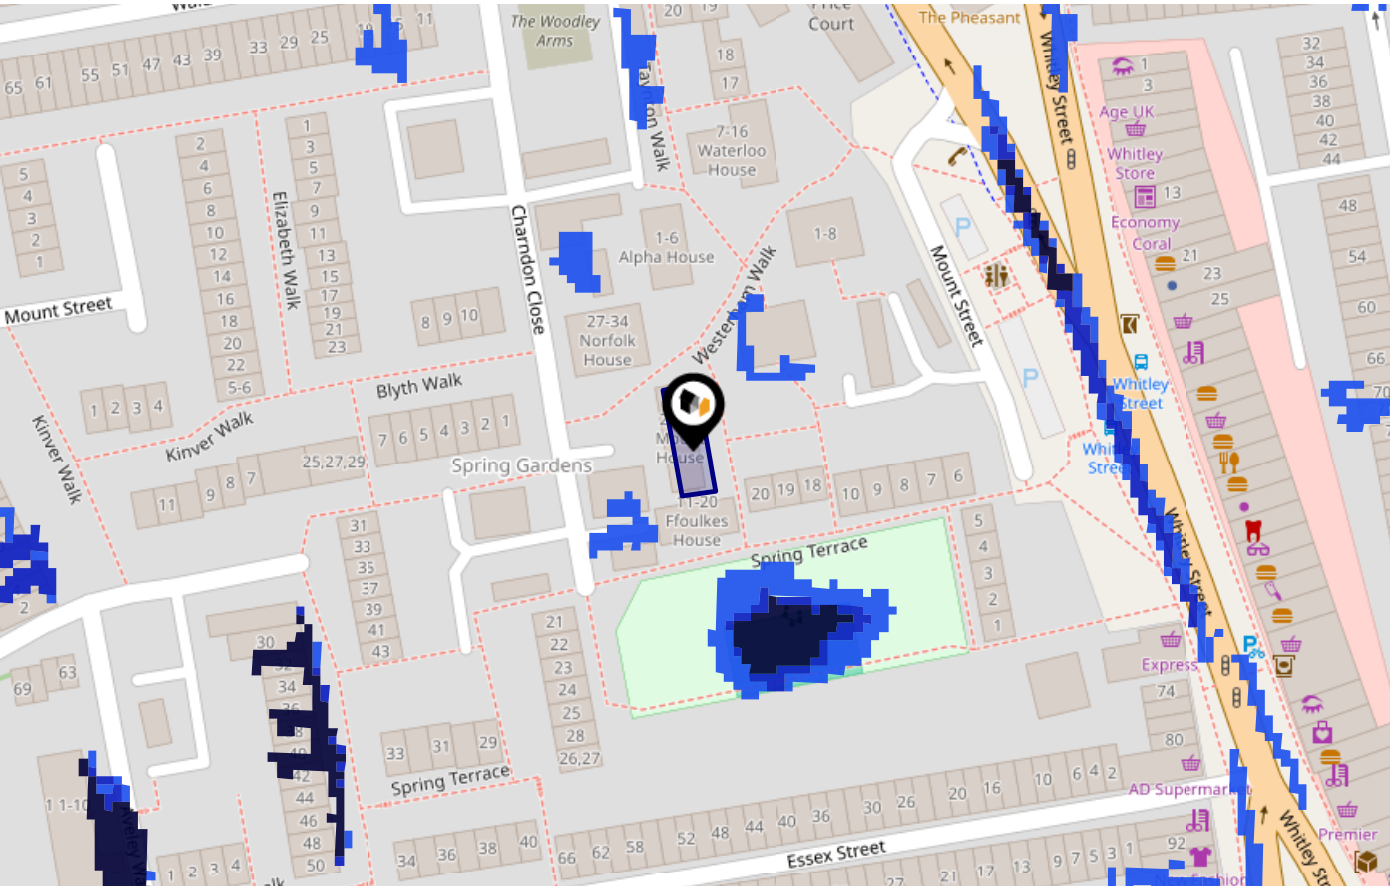 The Pheasant
The Woodley
Arms
Court
65 61 55 51 47 43 39 33 29 25
11
20
18
17
7-16
Waterloo
House
Whitley Street
1
3
Age UK
Whitley
Store
13
Economy
Coral
21
23
25
32
34
36
38
40
42
44
48
54
60
66
5
4
3
2
1
2
4
6
8
10
12
14
16
18
20
22
5-6
Elizabeth Walk
1
3
5
7
9
11
13
15
17
19
21
23
Charndon Close
1-6
Alpha House
1-8
P
Mount Street
Mount Street
8 9 10
27-34
Norfolk
House
P
Whitley
Street
Blyth Walk
1 2 3 4
Kinver Walk
Kinver Walk
7 6 5 4 3 2 1
25,27,29
11 9 8 7
Spring Gardens
House
11-20
Ffoulkes
House
20 19 18
10 9 8 7 6
Spring Terrace
5
4
3
2
1
Whitley Street
31
33
35
37
39
41
43
2
69
63
30
34
44
46
48
50
21
22
23
24
25
28
26,27
33 31 29
Spring Terrace
Express
74
80
AD Supermarket
Premier
34 36 38 40
66 62 58 52 48 44 40 36 30 26 20 16 10 6 4 2
Essex Street
1 2 3 4
27 21 17 13 9 7 5 3 1
92